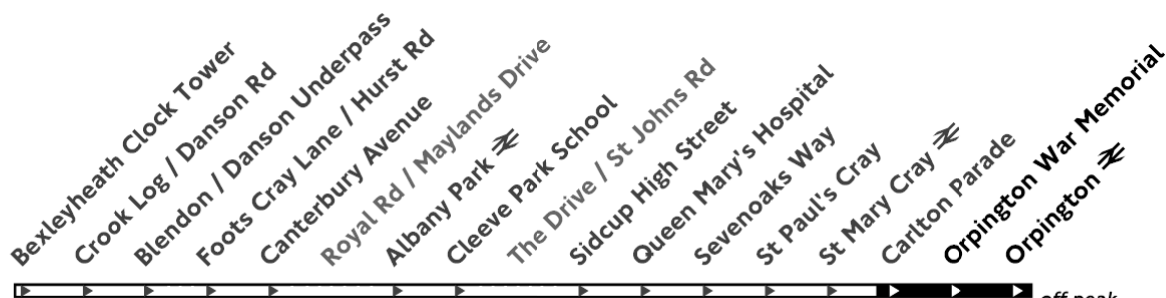 Bexleyheath Clock Tower
Crook Log / Danson Rd
Blendon / Danson Underpass
Foots Cray Lane / Hurst Rd
Canterbury Avenue
Royal Rd / Maylands Drive
Albany Park
Cleeve Park School
The Drive / St Johns Rd
Sidcup High Street
Queen Mary's Hospital
Sevenoaks Way
St Paul's Cray
St Mary Cray
Carlton Parade
Orpington War Memorial
Orpington
off-peak